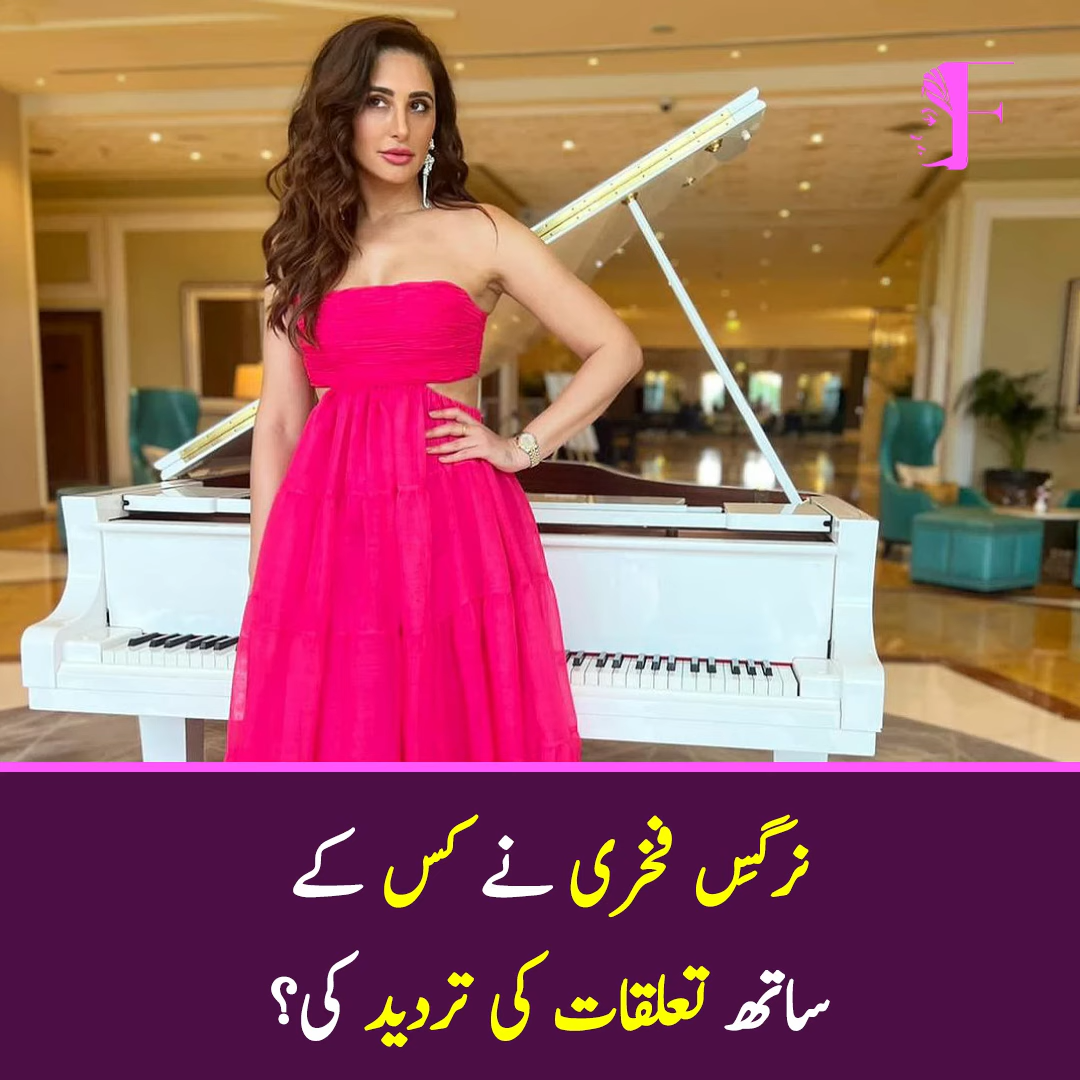 نرگسِ فخری نے کس کے
ساتھ تعلقات کی تردید کی؟